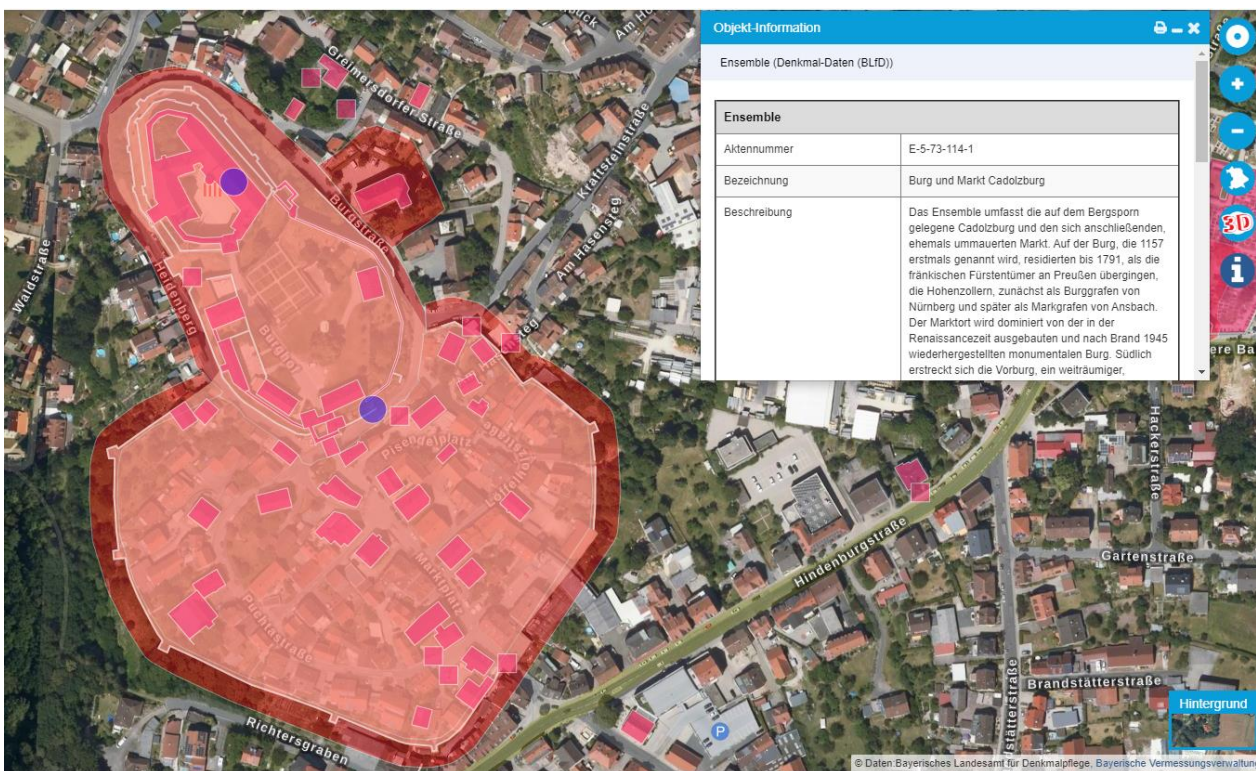 Objekt-Information
Ensemble (Denkmal-Daten (BLfD))
Ensemble
Aktennummer
E-5-73-114-1
Bezeichnung
Burg und Markt Cadolzburg
Beschreibung
Das Ensemble umfasst die auf dem Bergsporn
gelegene Cadolzburg und den sich anschließenden,
ehemals ummauerten Markt. Auf der Burg, die 1157
erstmals genannt wird, residierten bis 1791, als die
fränkischen Fürstentümer an Preußen übergingen,
die Hohenzollern, zunächst als Burggrafen von
Nürnberg und später als Markgrafen von Ansbach.
Der Marktort wird dominiert von der in der
Renaissancezeit ausgebauten und nach Brand 1945
wiederhergestellten monumentalen Burg. Südlich
erstreckt sich die Vorburg, ein weiträumiger,
3D
Greimersdorfer Straße
Kraftsteinstraße
Burgstraße
Am Hasensteg
Waldstraße
Heidenberg
Burghof
Pisendelplatz
Marktplatz
Puchtastraße
Richtersgraben
Hindenburgstraße
Hackerstraße
Gartenstraße
Brandstätterstraße
P
Hintergrund
© Daten:Bayerisches Landesamt für Denkmalpflege, Bayerische Vermessungsverwaltun